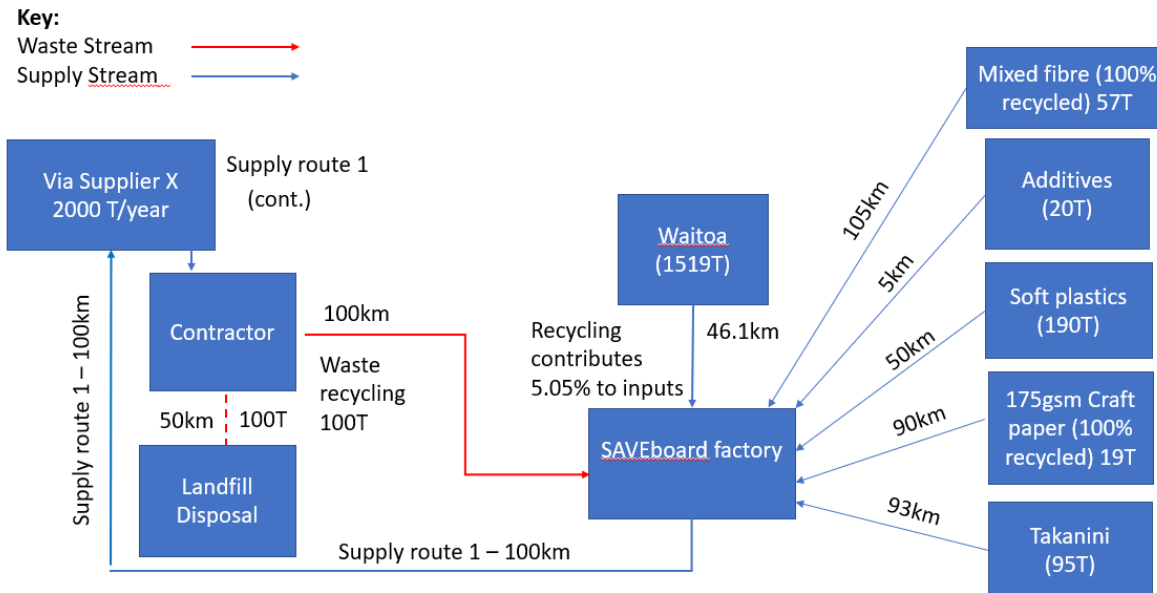 Key:
Waste Stream
Supply Stream
Via Supplier X
2000 T/year
Supply route 1
(cont.)
Contractor
50km
100T
Landfill
Disposal
Supply route 1 – 100km
100km
Waste
recycling
100T
Waitoa
(1519T)
46.1km
Recycling
contributes
5.05% to inputs
SAVEboard factory
Supply route 1 – 100km
Mixed fibre (100%
recycled) 57T
105km
Additives
(20T)
5km
Soft plastics
(190T)
50km
175gsm Craft
paper (100%
recycled) 19T
90km
Takanini
(95T)
93km